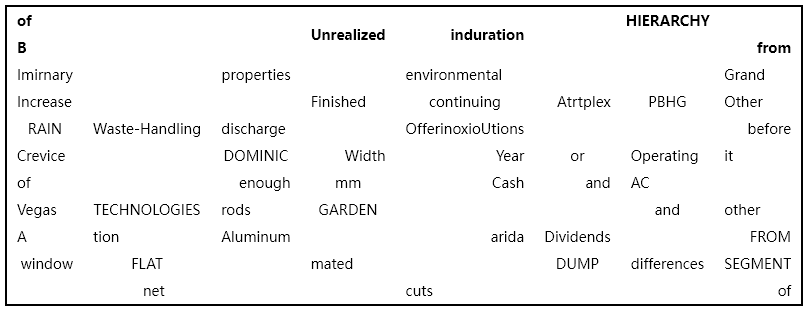 of HIERARCHY
Unrealized induration
B from
Imirnary properties environmental Grand
Increase Finished continuing Atrtplex PBHG Other
RAIN Waste-Handling discharge OfferinoxioUtions before
Crevice DOMINIC Width Year or Operating it
of enough mm Cash and AC
Vegas TECHNOLOGIES rods GARDEN and other
A tion Aluminum arida Dividends FROM
window FLAT mated DUMP differences SEGMENT
net cuts of